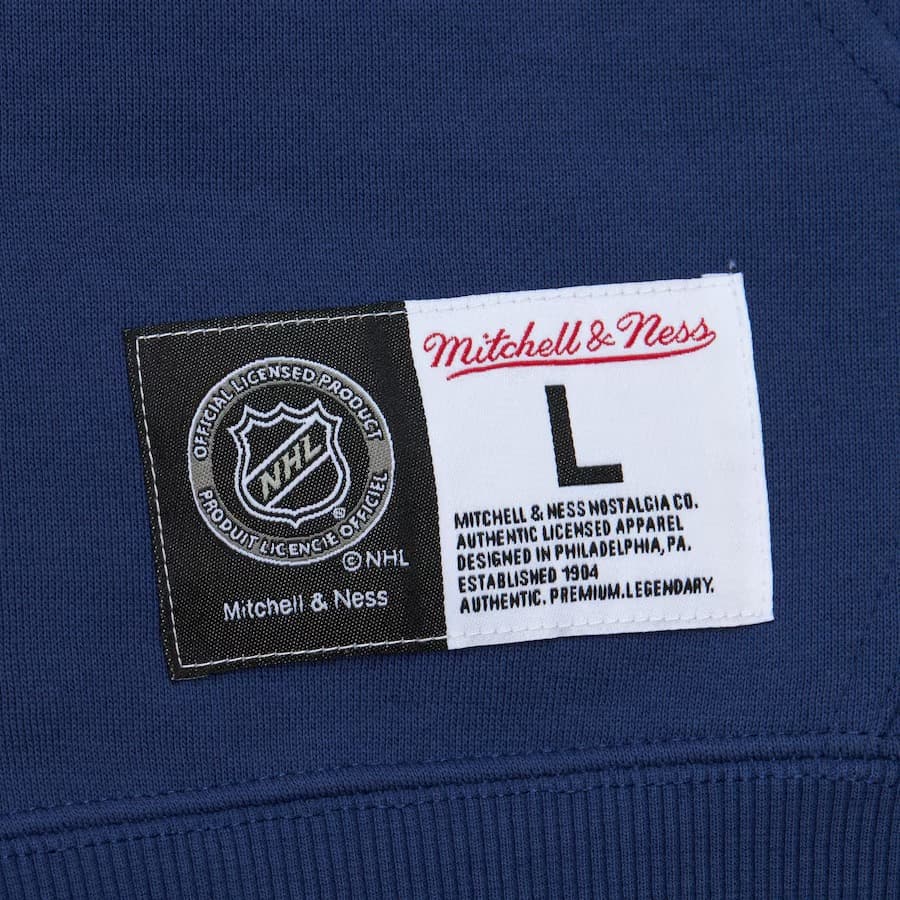 OFFICIAL LICENSED PRODUCT
NHL
®
PRODUIT LICENCIE OFFICIEL
© NHL
Mitchell & Ness
Mitchell & Ness
L
MITCHELL & NESS NOSTALGIA CO.
AUTHENTIC LICENSED APPAREL
DESIGNED IN PHILADELPHIA, PA.
ESTABLISHED 1904
AUTHENTIC. PREMIUM. LEGENDARY.